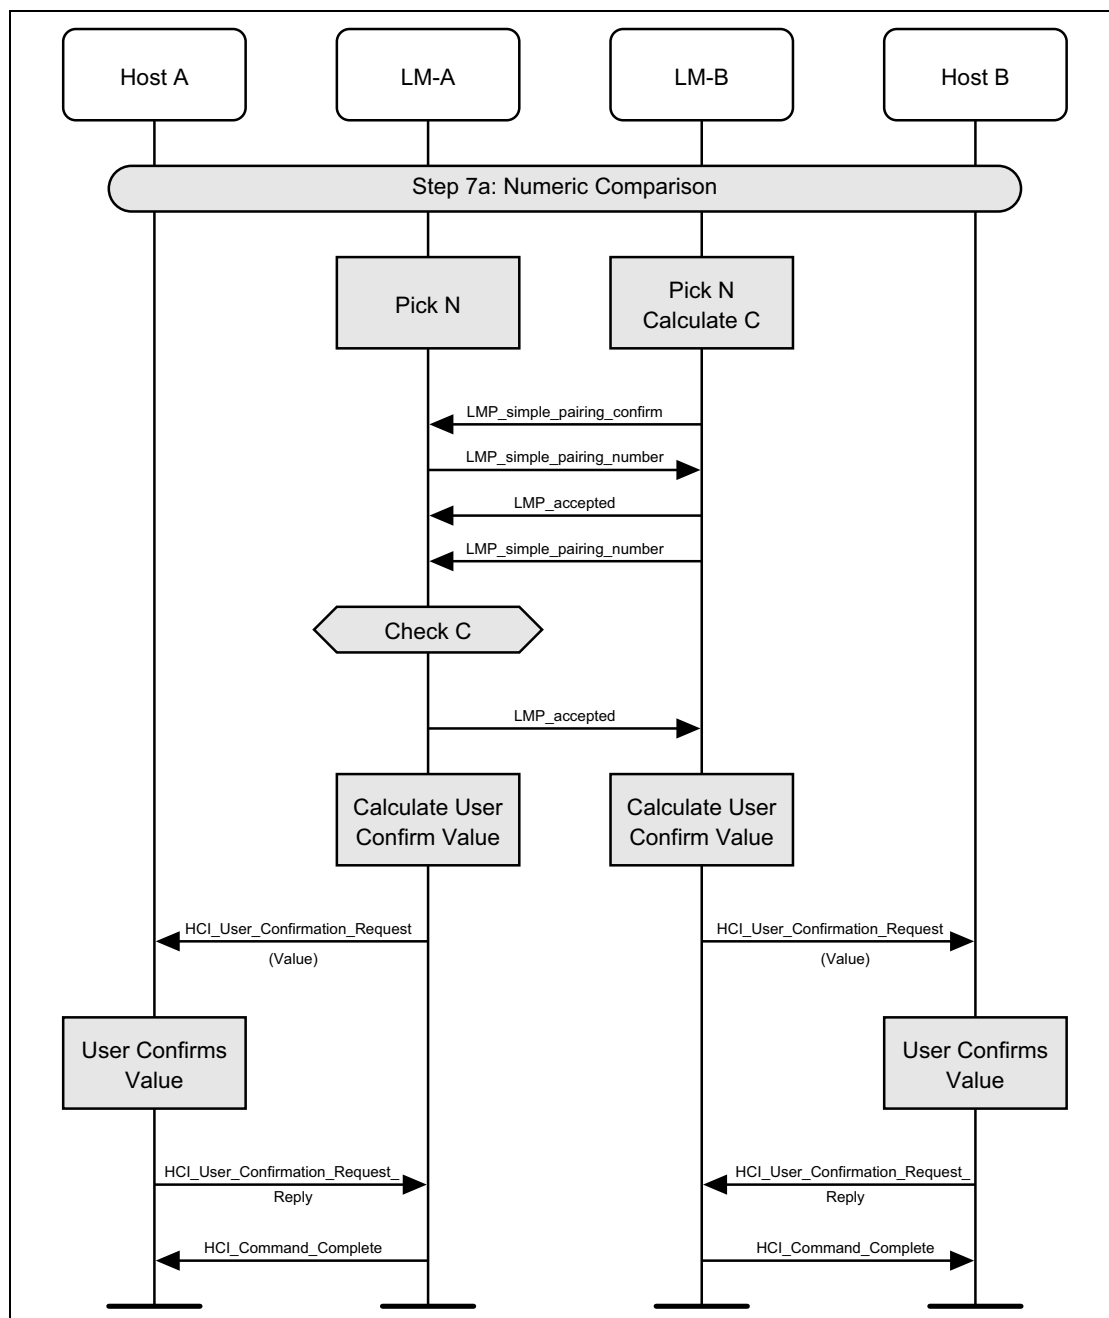 Host A
LM-A
LM-B
Host B
Step 7a: Numeric Comparison
Pick N
Pick N
Calculate C
LMP_simple_pairing_confirm
LMP_simple_pairing_number
LMP_accepted
LMP_simple_pairing_number
Check C
LMP_accepted
Calculate User
Confirm Value
Calculate User
Confirm Value
HCI_User_Confirmation_Request
(Value)
HCI_User_Confirmation_Request
(Value)
User Confirms
Value
User Confirms
Value
HCI_User_Confirmation_Request_
Reply
HCI_User_Confirmation_Request_
Reply
HCI_Command_Complete
HCI_Command_Complete